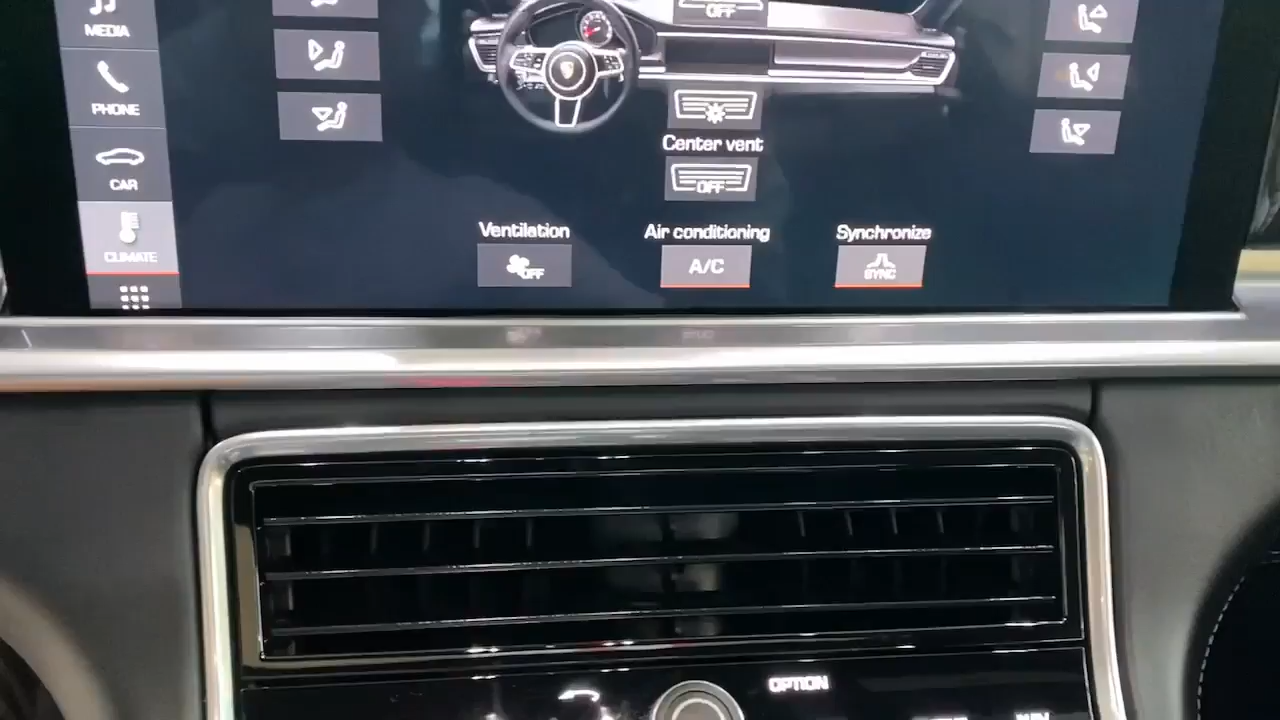 MEDIA
OFF
PHONE
Center vent
CAR
OFF
Ventilation
Air conditioning
Synchronize
CLIMATE
OFF
A/C
SYNC
OPTION